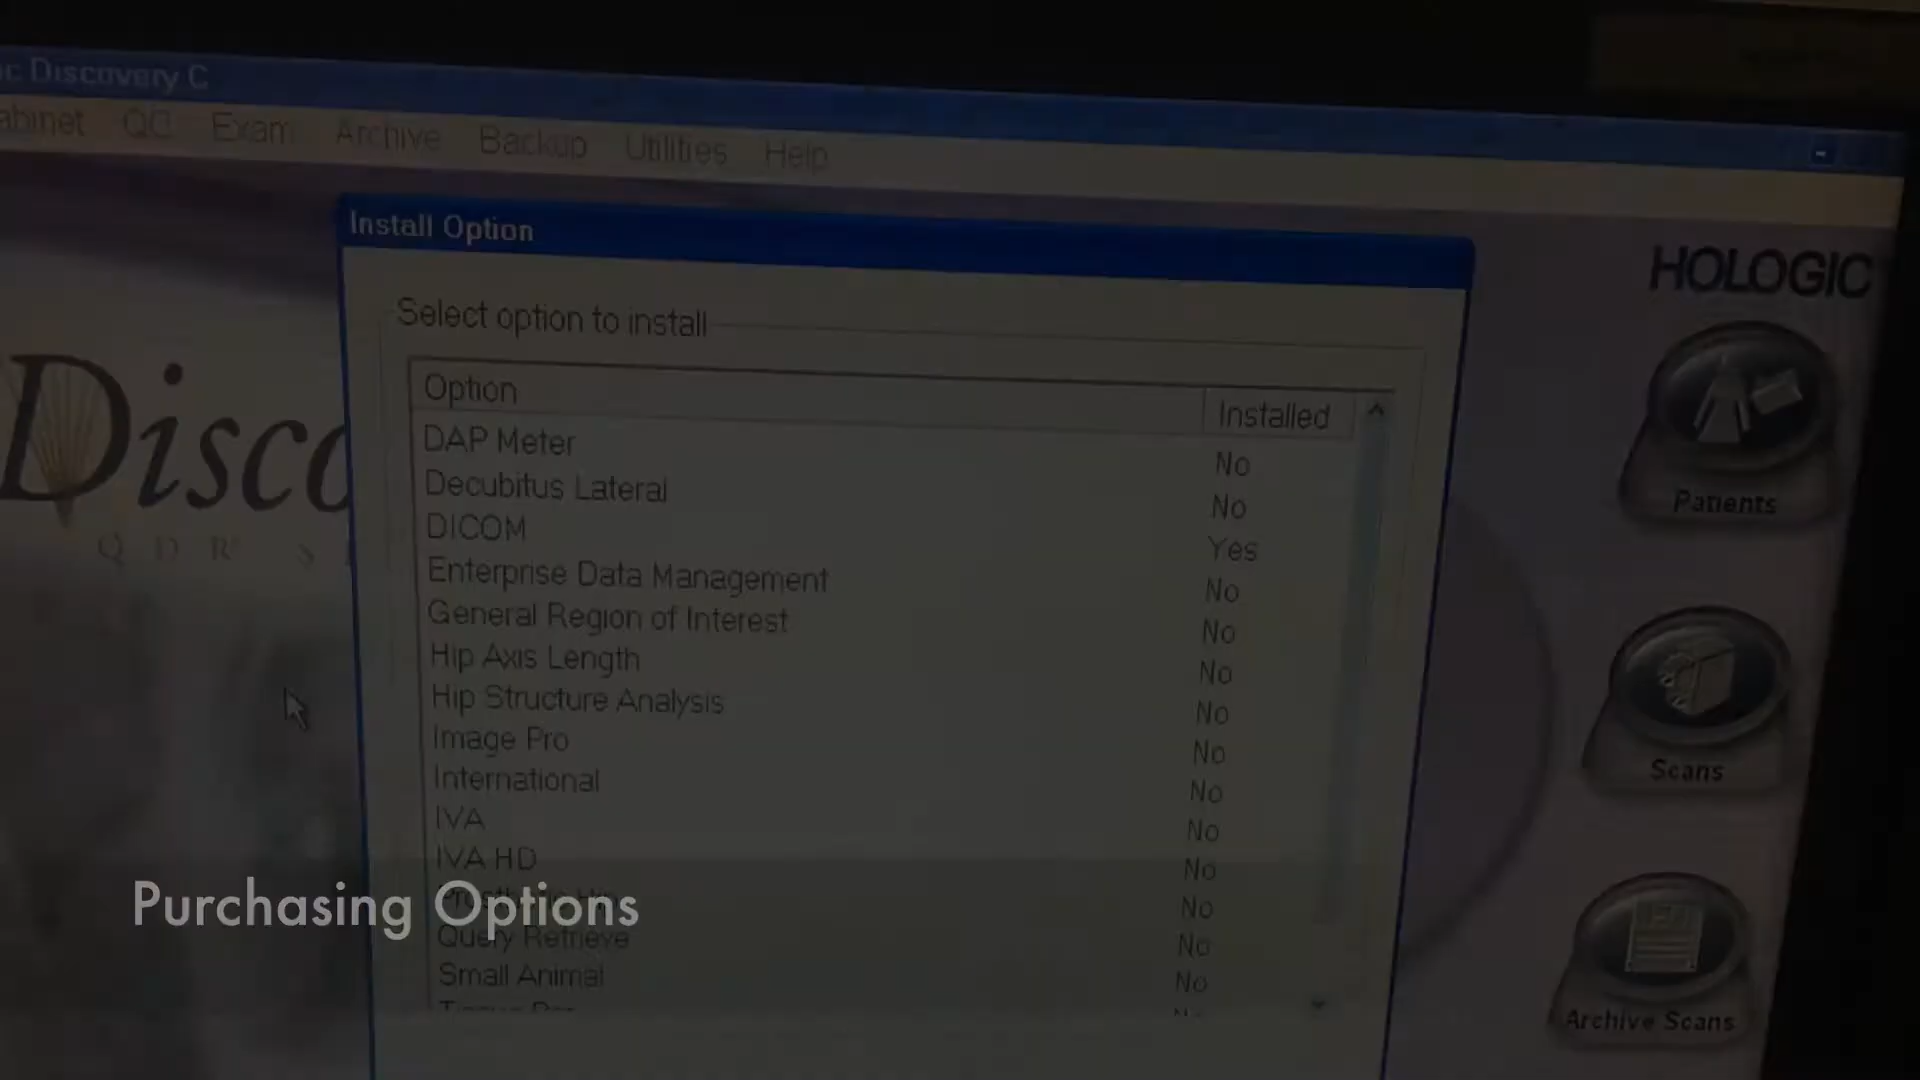 Discovery C
QC Exam Archive Backup Utilities Help
Install Option
HOLOGIC
Select option to install
Option Installed
DAP Meter No
Decubitus Lateral No
DICOM Yes
Enterprise Data Management No
General Region of Interest No
Hip Axis Length No
Hip Structure Analysis No
Image Pro No
International No
IVA No
IVA HD No
Prosthetic Hip No
Query Retrieve No
Small Animal No
Disco
QDR
Patients
Scans
Archive Scans
Purchasing Options